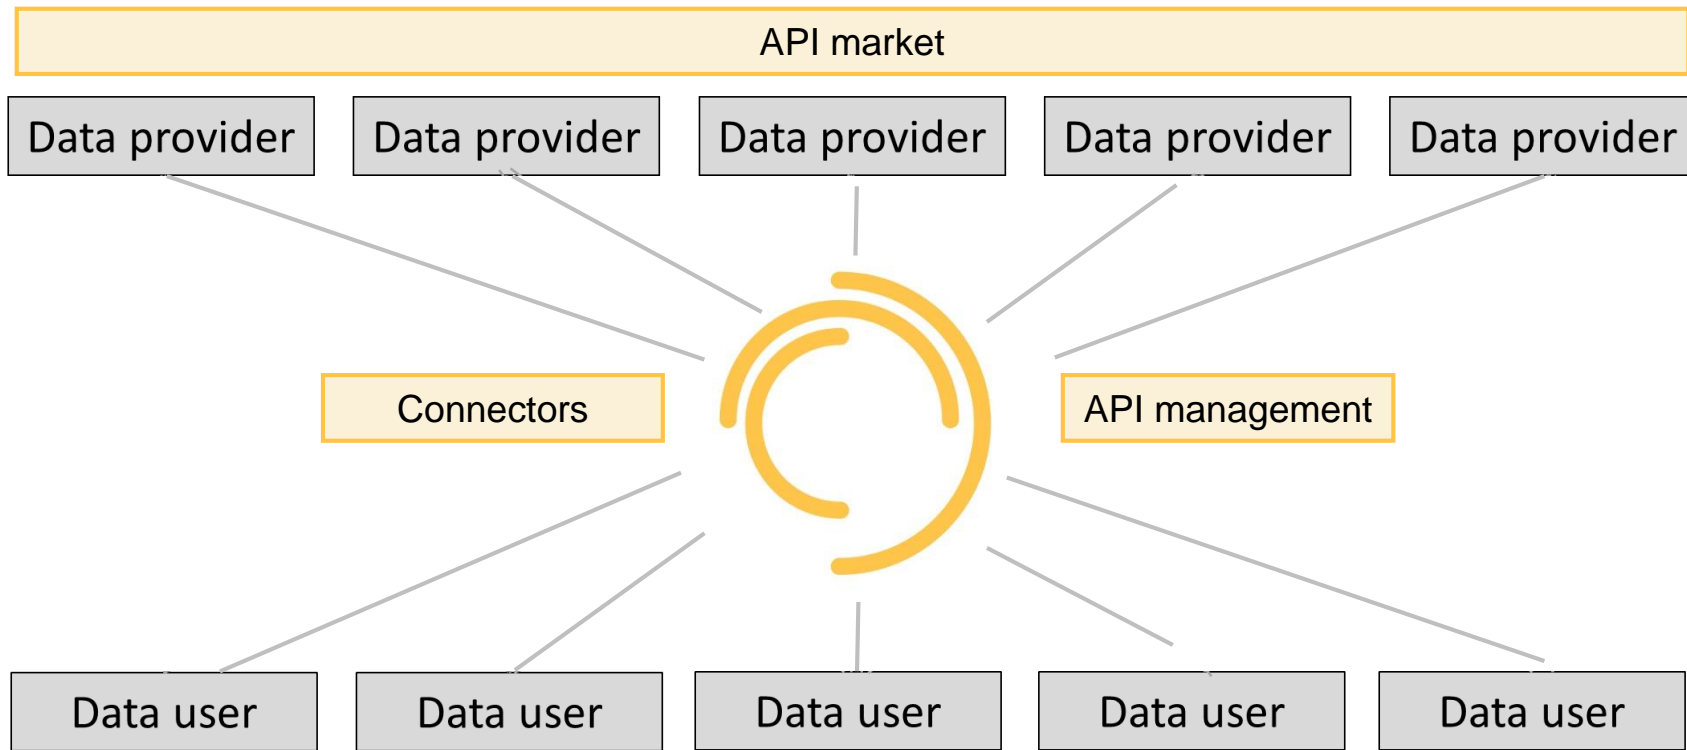 API market
Data provider
Data provider
Data provider
Data provider
Data provider
Connectors
API management
Data user
Data user
Data user
Data user
Data user